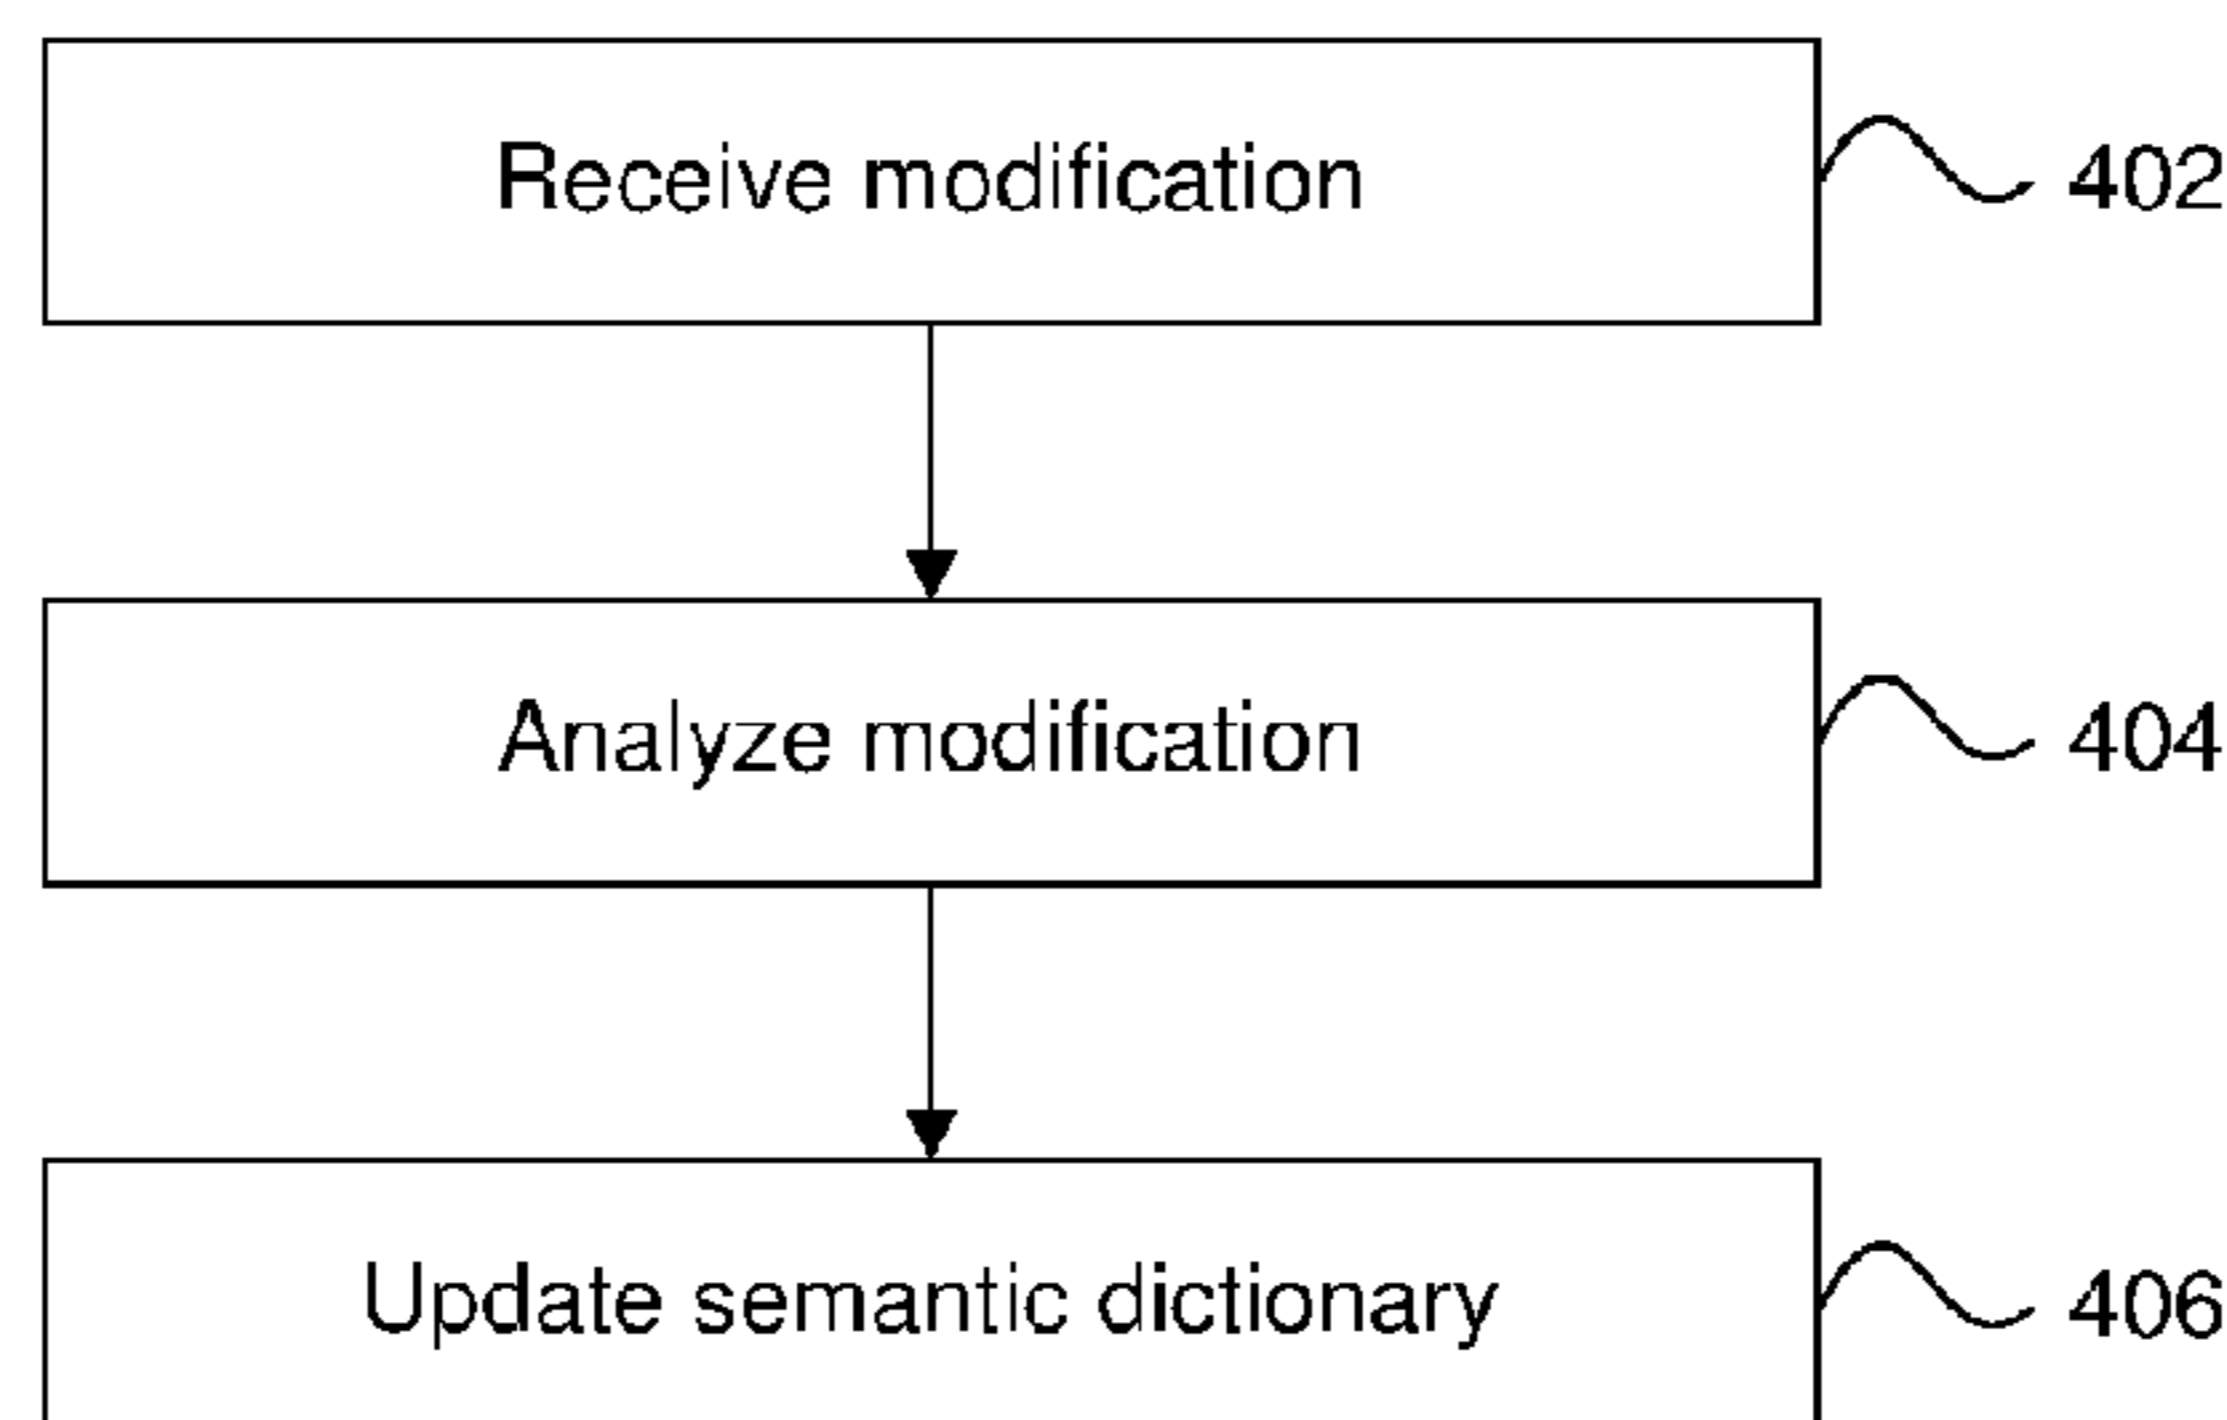 Receive modification 402
Analyze modification 404
Update semantic dictionary 406